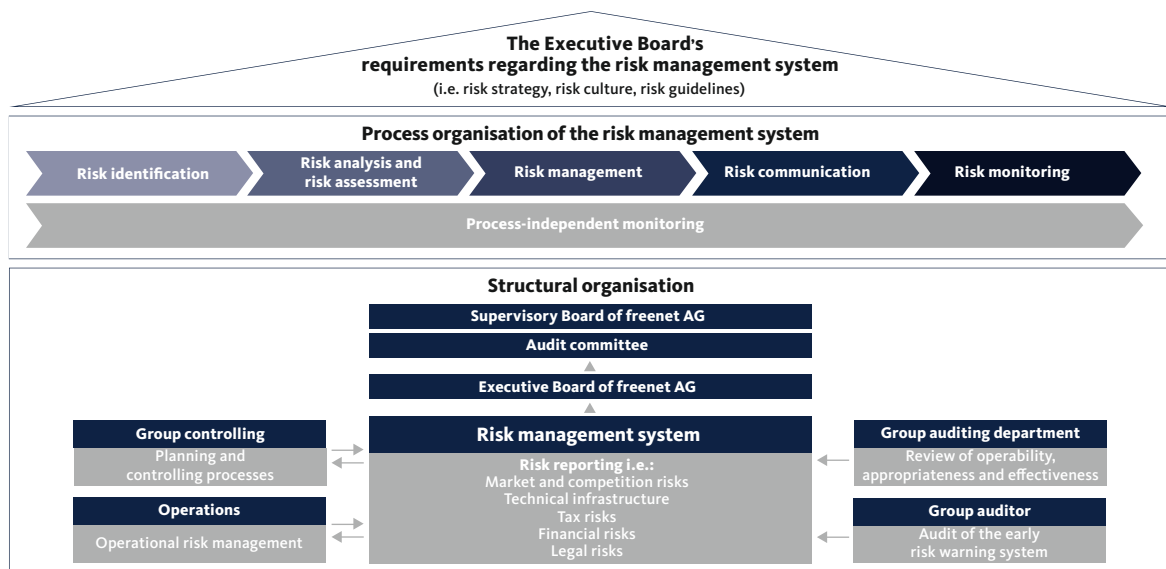 The Executive Board's
requirements regarding the risk management system
(i.e. risk strategy, risk culture, risk guidelines)
Process organisation of the risk management system
Risk identification
Risk analysis and
risk assessment
Risk management
Risk communication
Risk monitoring
Process-independent monitoring
Structural organisation
Supervisory Board of freenet AG
Audit committee
Executive Board of freenet AG
Group controlling
Planning and
controlling processes
Operations
Operational risk management
Risk management system
Risk reporting i.e.:
Market and competition risks
Technical infrastructure
Tax risks
Financial risks
Legal risks
Group auditing department
Review of operability,
appropriateness and effectiveness
Group auditor
Audit of the early
risk warning system